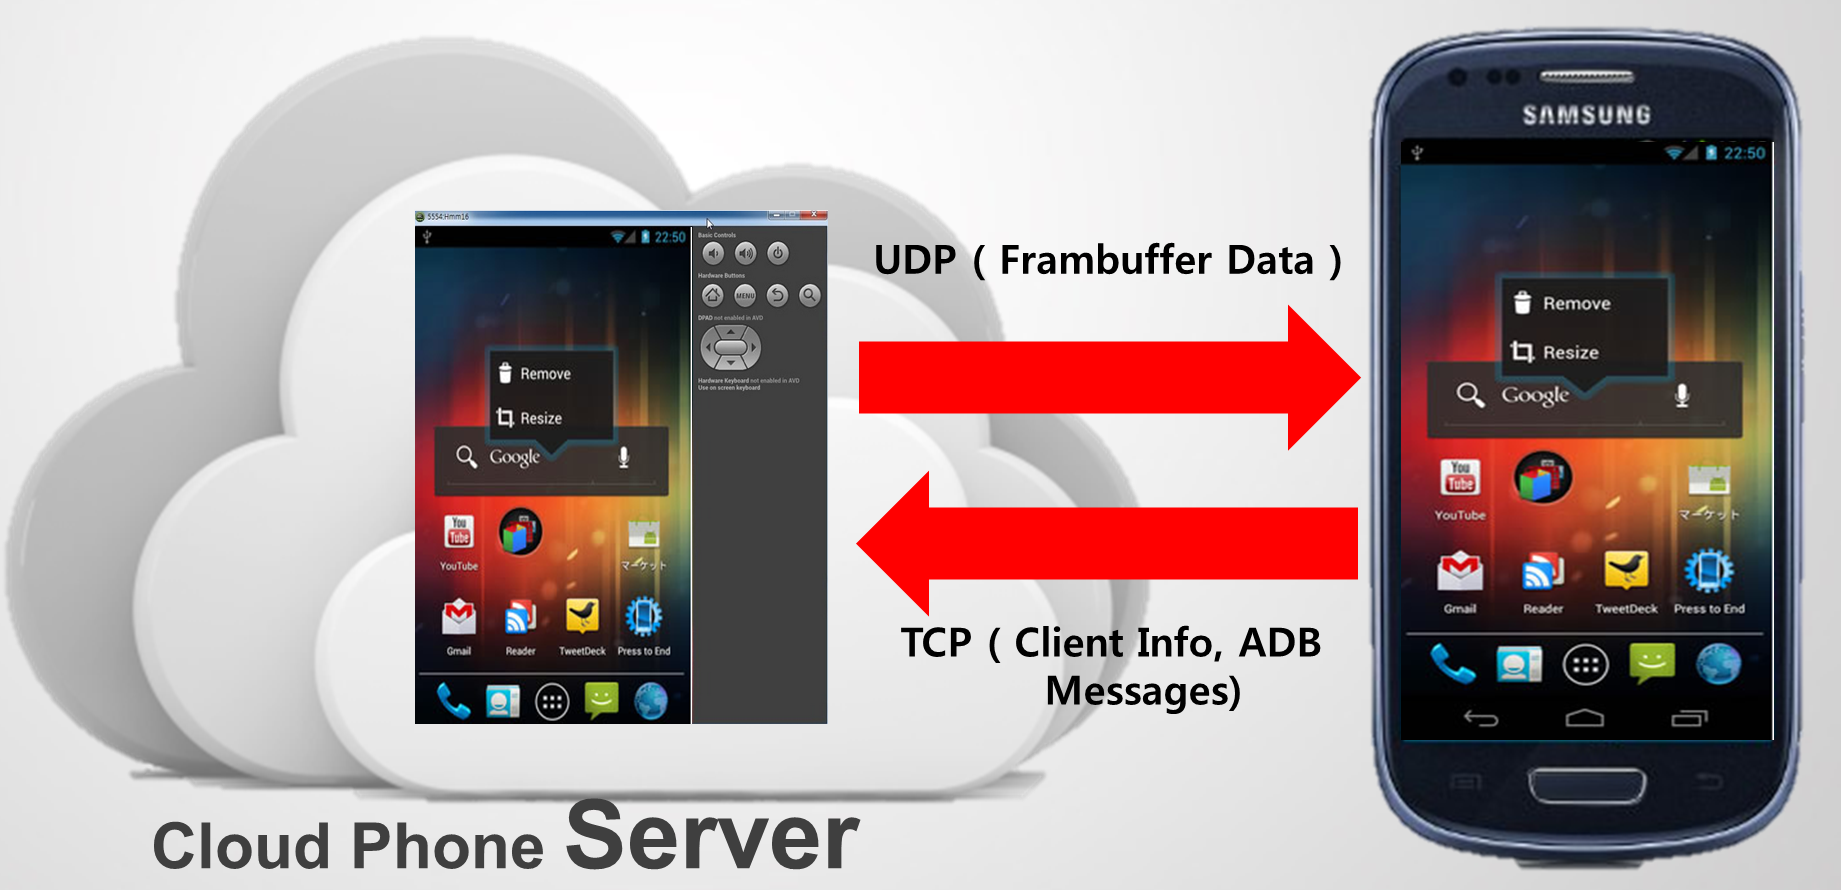 5554:Hmm16
22:50
Basic Controls
Hardware Buttons
MENU
DPAD not enabled in AVD
Hardware Keyboard not enabled in AVD
Use on screen keyboard
Remove
Resize
Google
You
Tube
YouTube
マーケット
Gmail
Reader
TweetDeck
Press to End
UDP ( Frambuffer Data )
TCP ( Client Info, ADB
Messages)
SAMSUNG
22:50
Remove
Resize
Google
You
Tube
YouTube
マーケット
Gmail
Reader
TweetDeck
Press to End
Cloud Phone Server